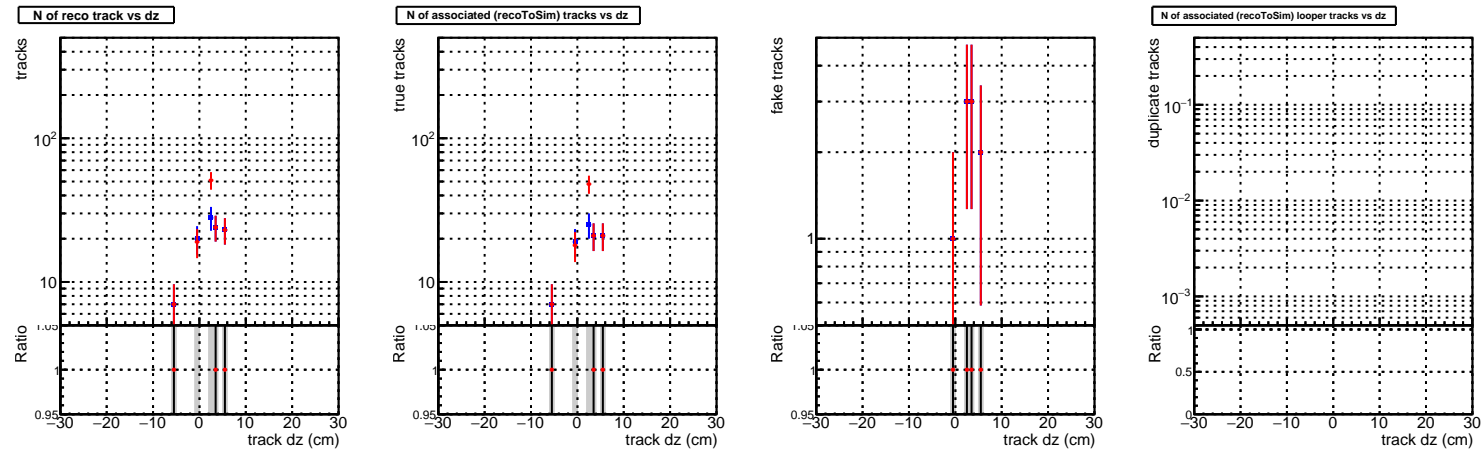 N of reco track vs dz
tracks
10²
10
Ratio
1.05
1
0.95
−30 −20 −10 0 10 20 30
track dz (cm)
N of associated (recoToSim) tracks vs dz
true tracks
10²
10
Ratio
1.05
1
0.95
−30 −20 −10 0 10 20 30
track dz (cm)
fake tracks
1
Ratio
1.05
1
0.95
−30 −20 −10 0 10 20 30
track dz (cm)
N of associated (recoToSim) looper tracks vs dz
duplicate tracks
10⁻¹
10⁻²
10⁻³
Ratio
1
0.5
0
−30 −20 −10 0 10 20 30
track dz (cm)